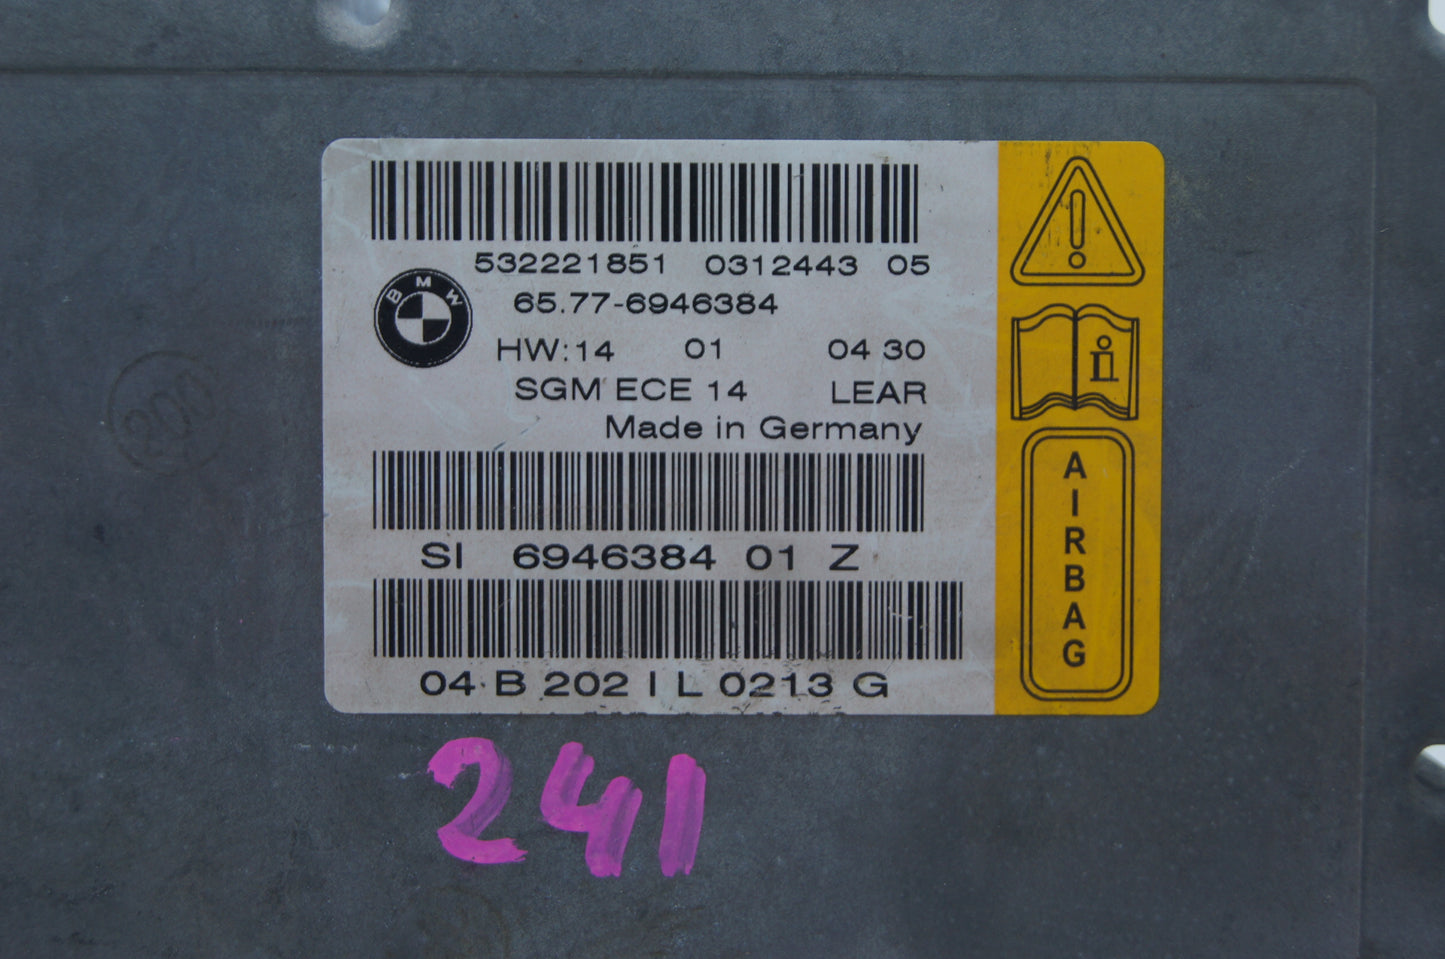 532221851 0312443 05
BMW
65.77-6946384
HW:14 01 04 30
SGM ECE 14 LEAR
Made in Germany
SI 6946384 01 Z
04 B 202 I L 0213 G
AIRBAG
241